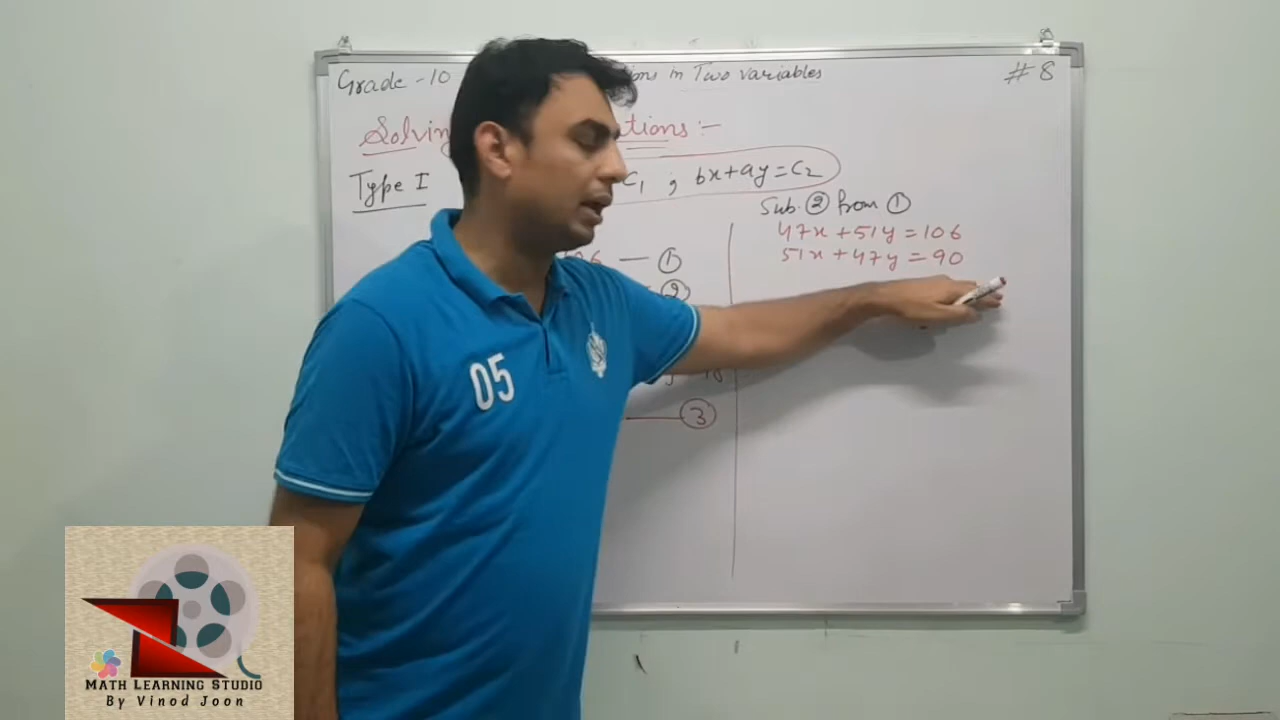 Grade - 10 ons in Two variables
# 8
Solvin ations :-
Type I C1 ; bx+ay=C2
Sub. ② from ①
47x + 51y = 106
51x + 47y = 90
— ①
②
③
05
MATH LEARNING STUDIO
By Vinod Joon